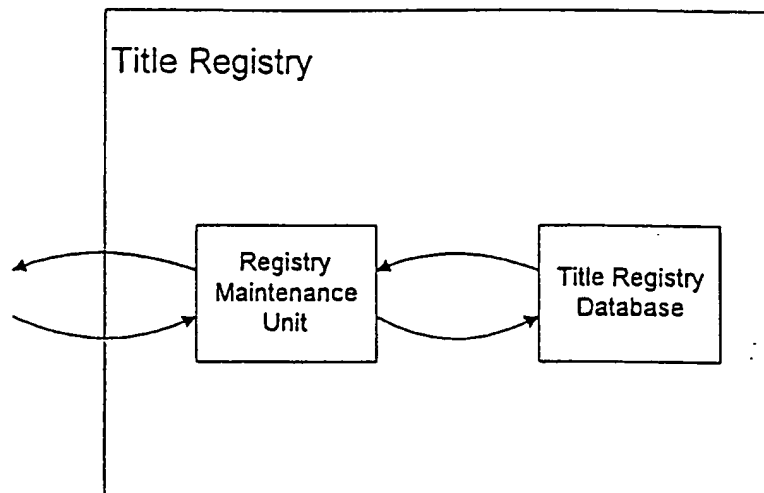 Title Registry
Registry
Maintenance
Unit
Title Registry
Database